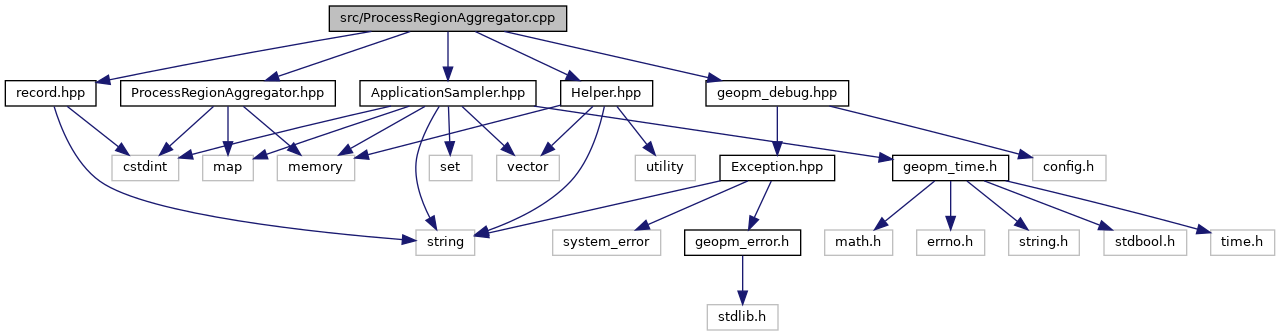 src/ProcessRegionAggregator.cpp
record.hpp
ProcessRegionAggregator.hpp
ApplicationSampler.hpp
Helper.hpp
geopm_debug.hpp
cstdint
map
memory
set
vector
utility
Exception.hpp
geopm_time.h
config.h
string
system_error
geopm_error.h
math.h
errno.h
string.h
stdbool.h
time.h
stdlib.h